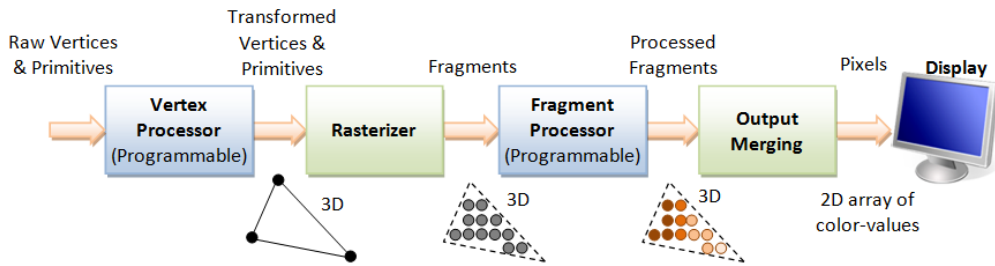 Raw Vertices
& Primitives
Vertex
Processor
(Programmable)
Transformed
Vertices &
Primitives
3D
Rasterizer
Fragments
3D
Fragment
Processor
(Programmable)
Processed
Fragments
3D
Output
Merging
Pixels
2D array of
color-values
Display